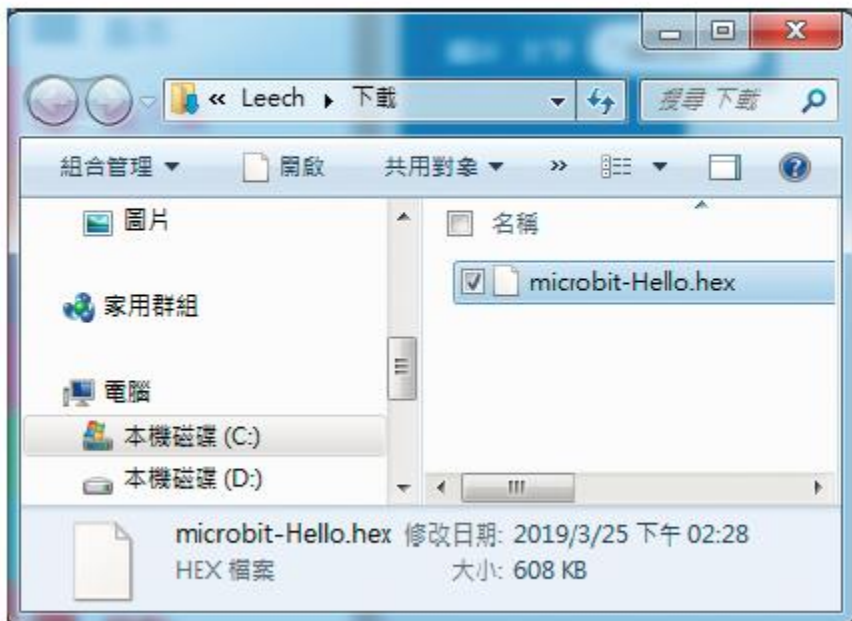 « Leech ▸ 下載
搜尋 下載
組合管理 開啟 共用對象 »
圖片
家用群組
電腦
本機磁碟 (C:)
本機磁碟 (D:)
名稱
microbit-Hello.hex
microbit-Hello.hex 修改日期: 2019/3/25 下午 02:28
HEX 檔案 大小: 608 KB